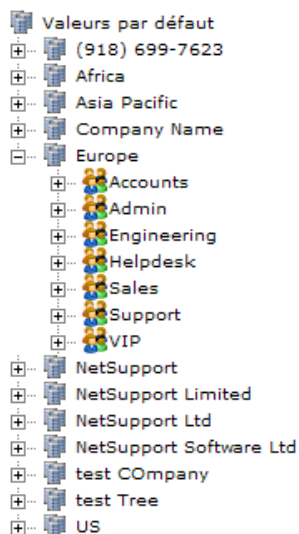 Valeurs par défaut
(918) 699-7623
Africa
Asia Pacific
Company Name
Europe
Accounts
Admin
Engineering
Helpdesk
Sales
Support
VIP
NetSupport
NetSupport Limited
NetSupport Ltd
NetSupport Software Ltd
test COmpany
test Tree
US